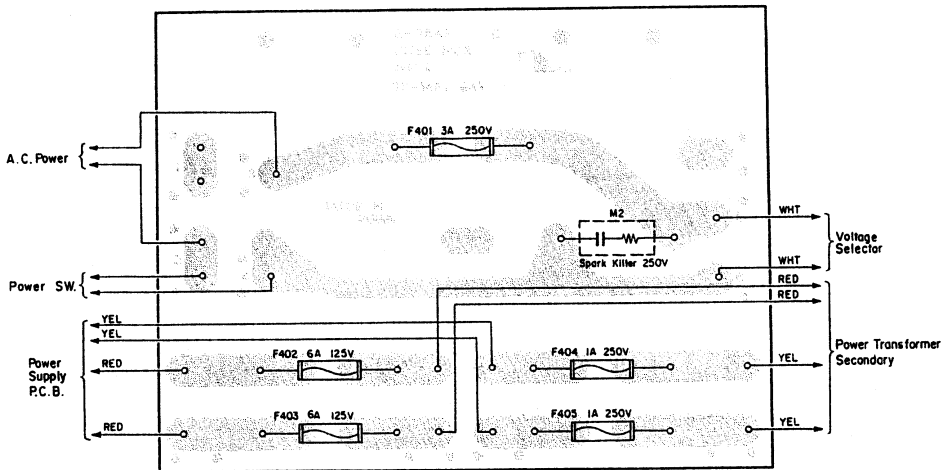 F401 3A 250V
A.C. Power
M2
Spark Killer 250V
WHT
Voltage
Selector
WHT
Power SW.
RED
RED
YEL
YEL
Power
Supply
P.C.B.
RED
F402 6A 125V
F404 1A 250V
YEL
Power Transformer
Secondary
RED
F403 6A 125V
F405 1A 250V
YEL